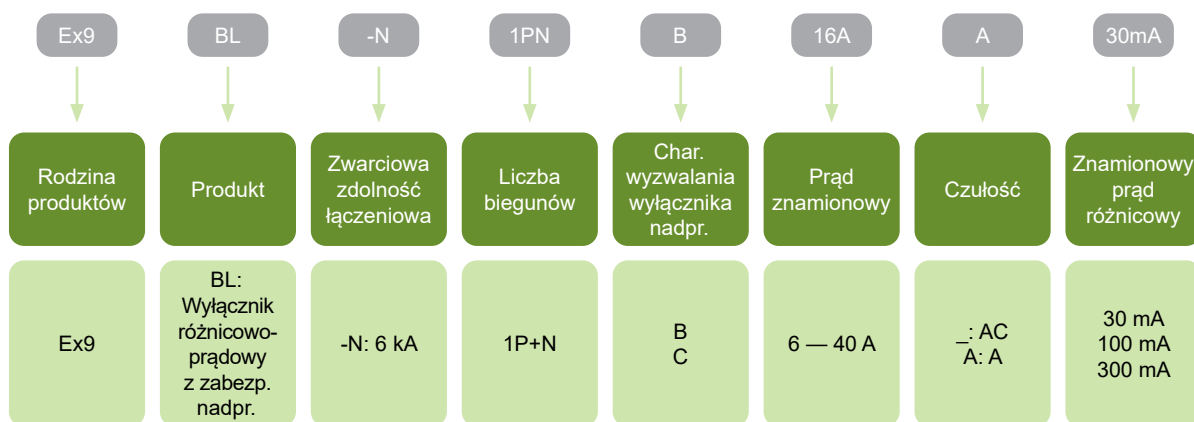 Ex9
BL
-N
1PN
B
16A
A
30mA
Rodzina
produktów
Produkt
Zwarciowa
zdolność
łączeniowa
Liczba
biegunów
Char.
wyzwalania
wyłącznika
nadpr.
Prąd
znamionowy
Czułość
Znamionowy
prąd
różnicowy
Ex9
BL:
Wyłącznik
różnicowo-
prądowy
z zabezp.
nadpr.
-N: 6 kA
1P+N
B
C
6 — 40 A
_: AC
A: A
30 mA
100 mA
300 mA